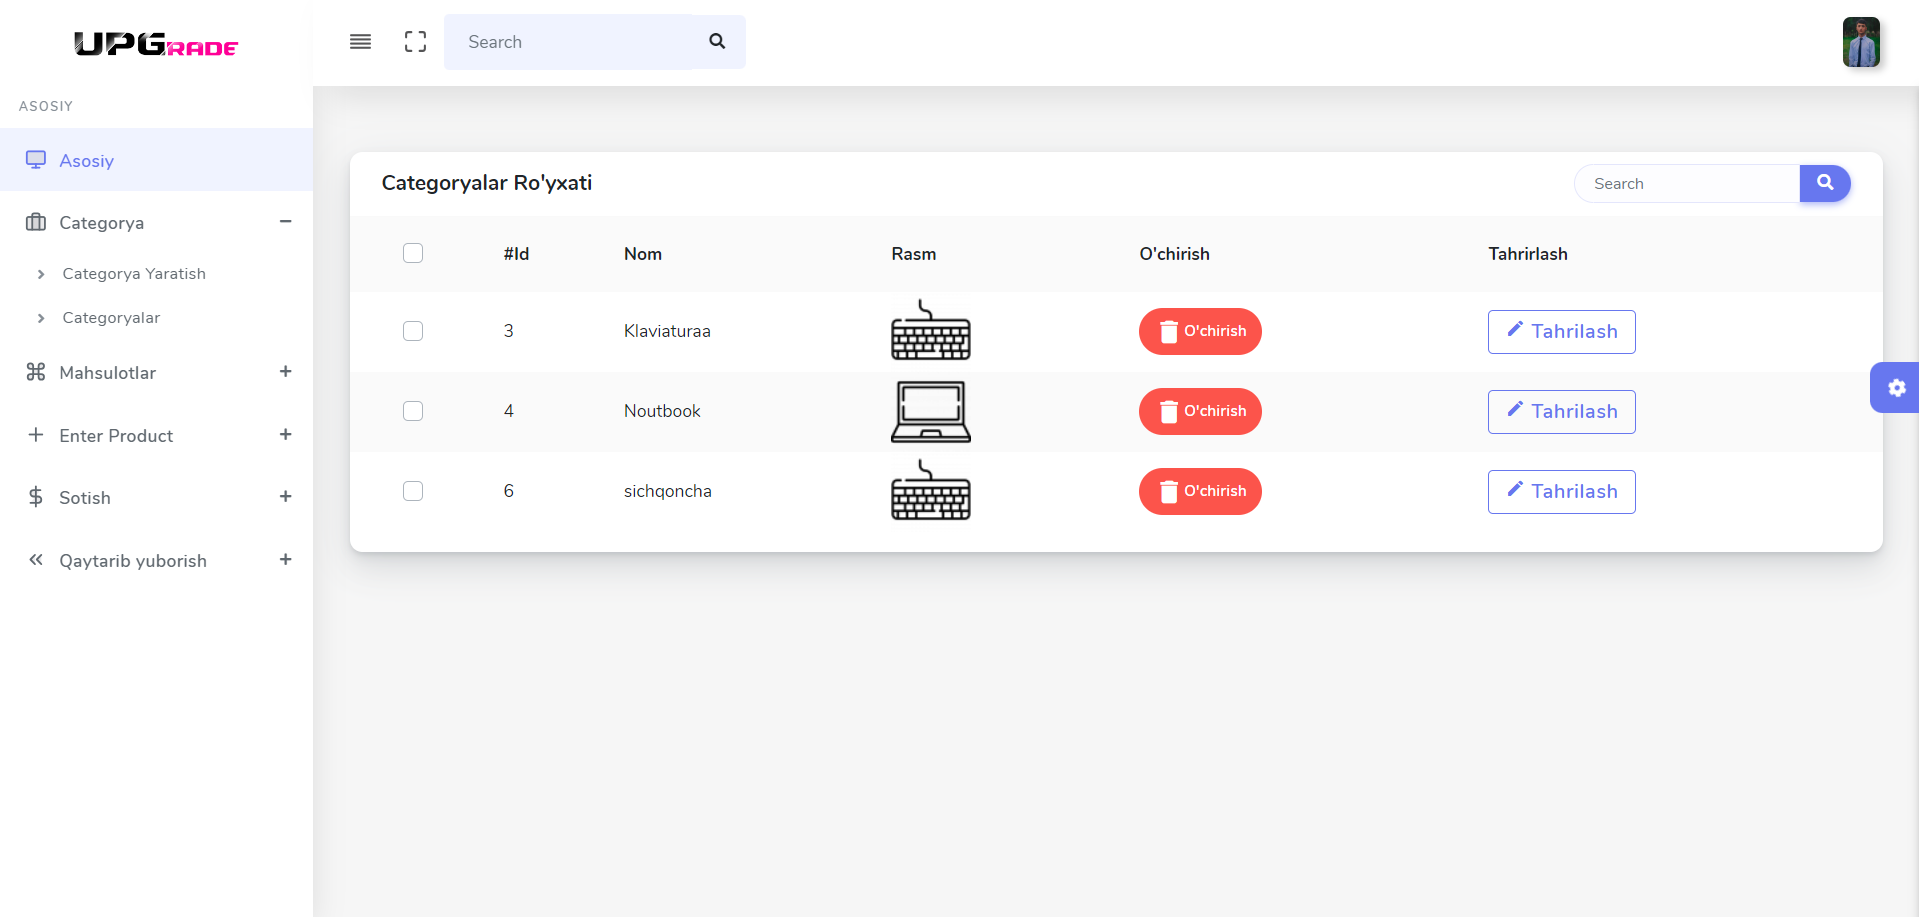 UPGRADE
Search
ASOSIY
Asosiy
Categorya
Categorya Yaratish
Categoryalar
Mahsulotlar
Enter Product
Sotish
Qaytarib yuborish
Categoryalar Ro'yxati
Search
#Id Nom Rasm O'chirish Tahrirlash
3 Klaviaturaa O'chirish Tahrilash
4 Noutbook O'chirish Tahrilash
6 sichqoncha O'chirish Tahrilash